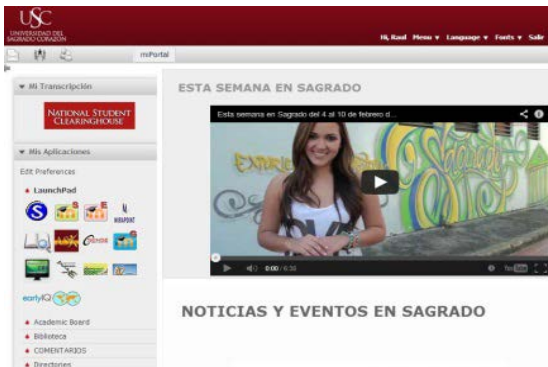 USC
UNIVERSIDAD DEL
SAGRADO CORAZÓN
Hi, Raul Menu Language Fonts Salir
miPortal
Mi Transcripción
NATIONAL STUDENT
CLEARINGHOUSE
Mis Aplicaciones
Edit Preferences
LaunchPad
earlyIQ
Academic Board
Biblioteca
COMENTARIOS
Directories
ESTA SEMANA EN SAGRADO
Esta semana en Sagrado del 4 al 10 de febrero d...
0:00 / 6:30
YouTube
NOTICIAS Y EVENTOS EN SAGRADO